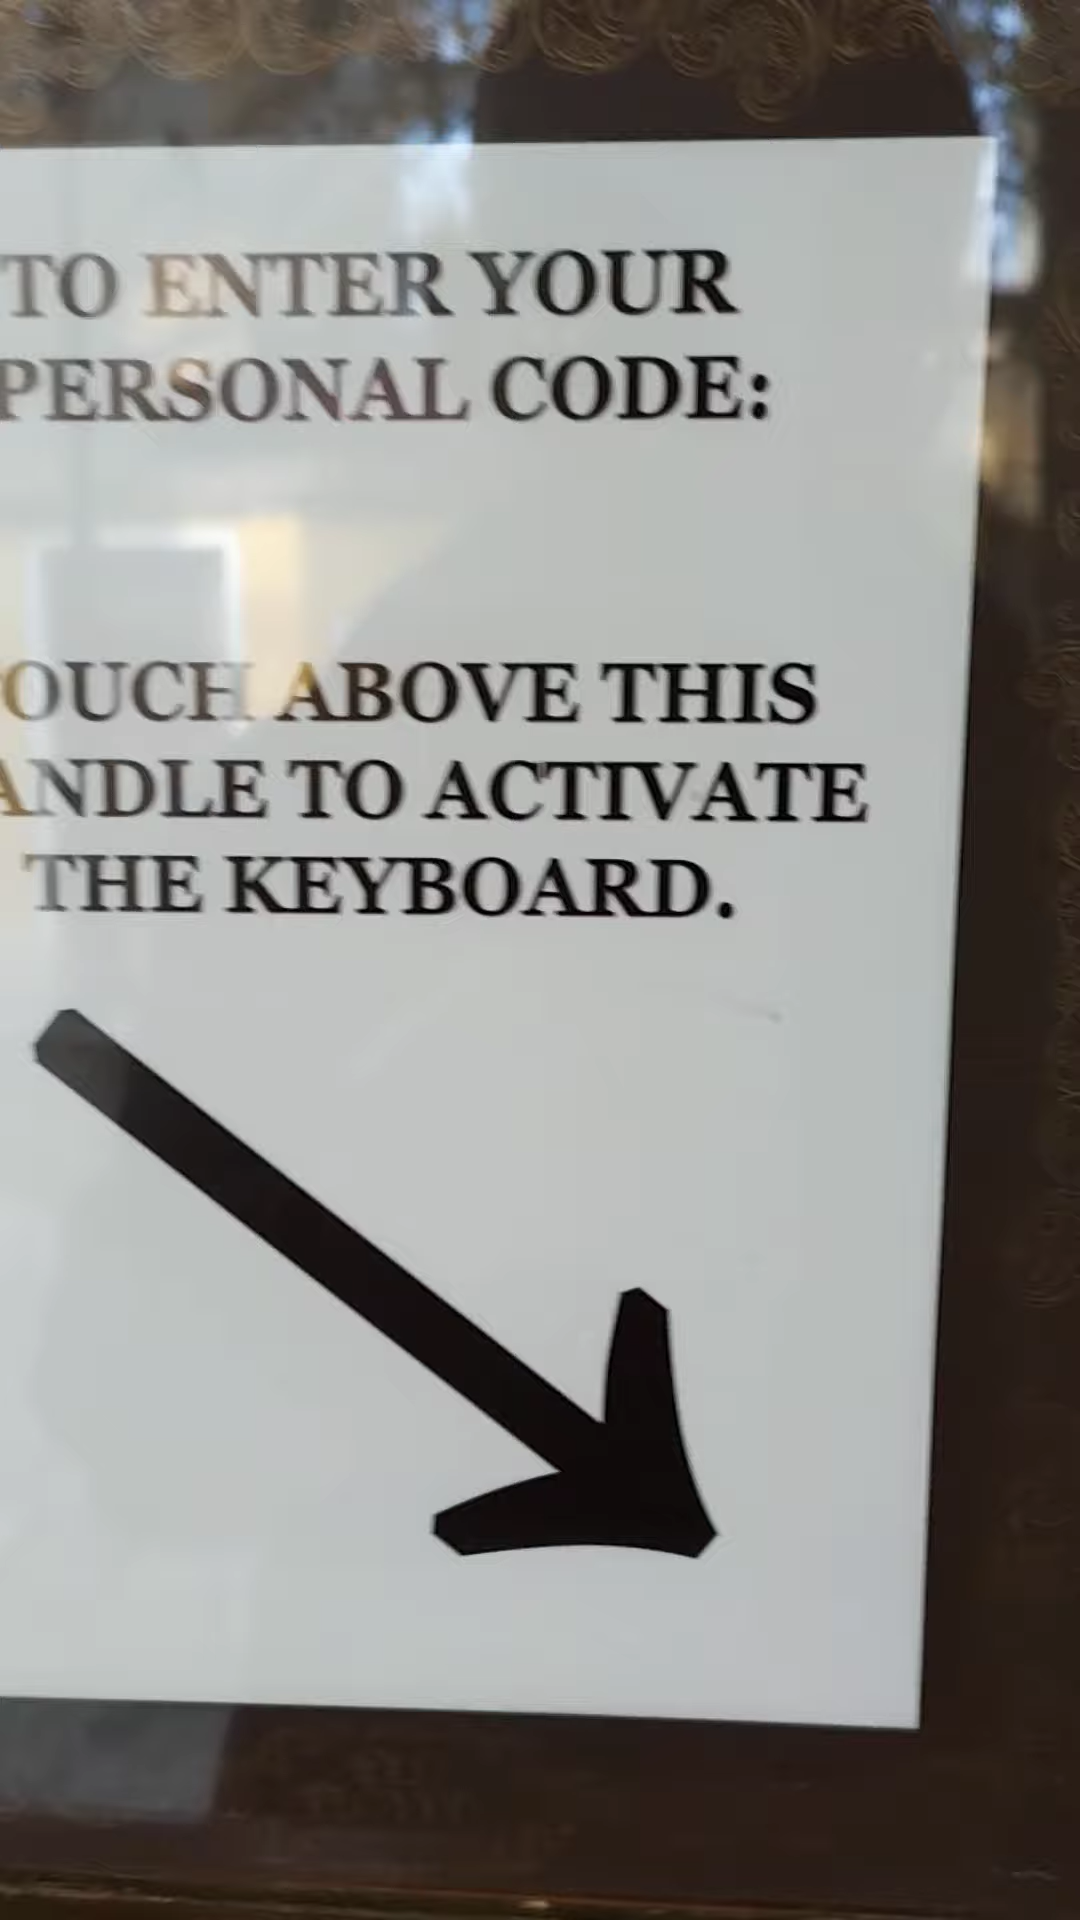 TO ENTER YOUR
PERSONAL CODE:
OUCH ABOVE THIS
ANDLE TO ACTIVATE
THE KEYBOARD.